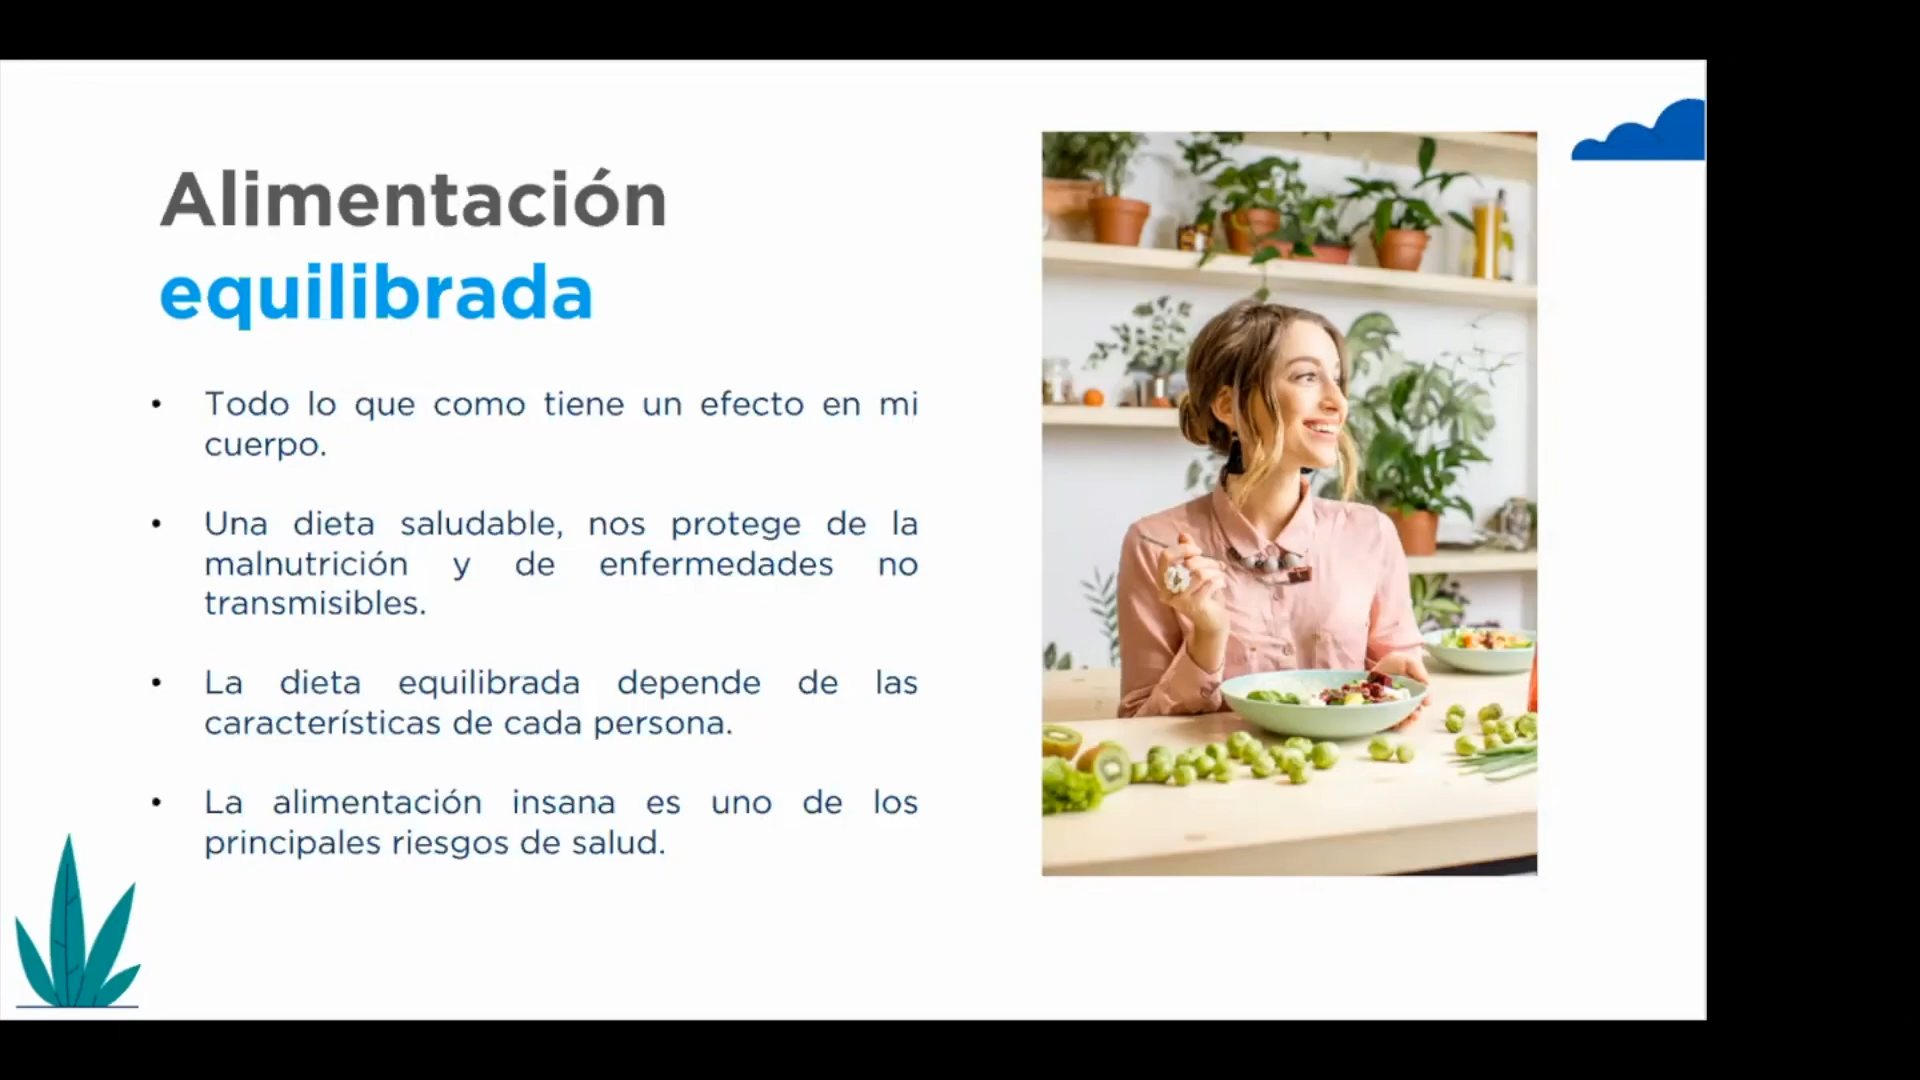 Alimentación
equilibrada
• Todo lo que como tiene un efecto en mi
cuerpo.
• Una dieta saludable, nos protege de la
malnutrición y de enfermedades no
transmisibles.
• La dieta equilibrada depende de las
características de cada persona.
• La alimentación insana es uno de los
principales riesgos de salud.